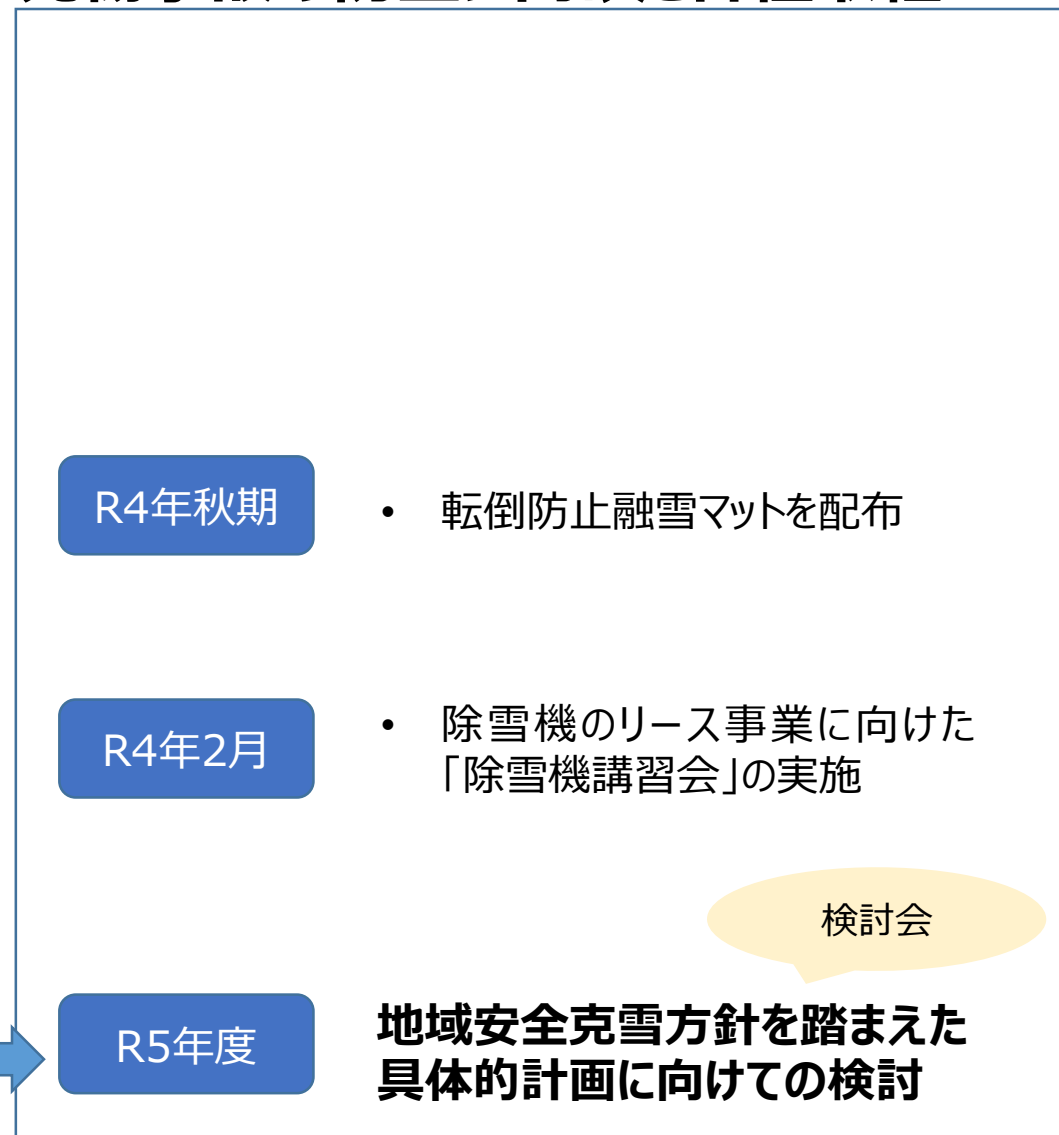 R4年秋期
• 転倒防止融雪マットを配布
R4年2月
• 除雪機のリース事業に向けた
「除雪機講習会」の実施
検討会
R5年度
地域安全克雪方針を踏まえた
具体的計画に向けての検討